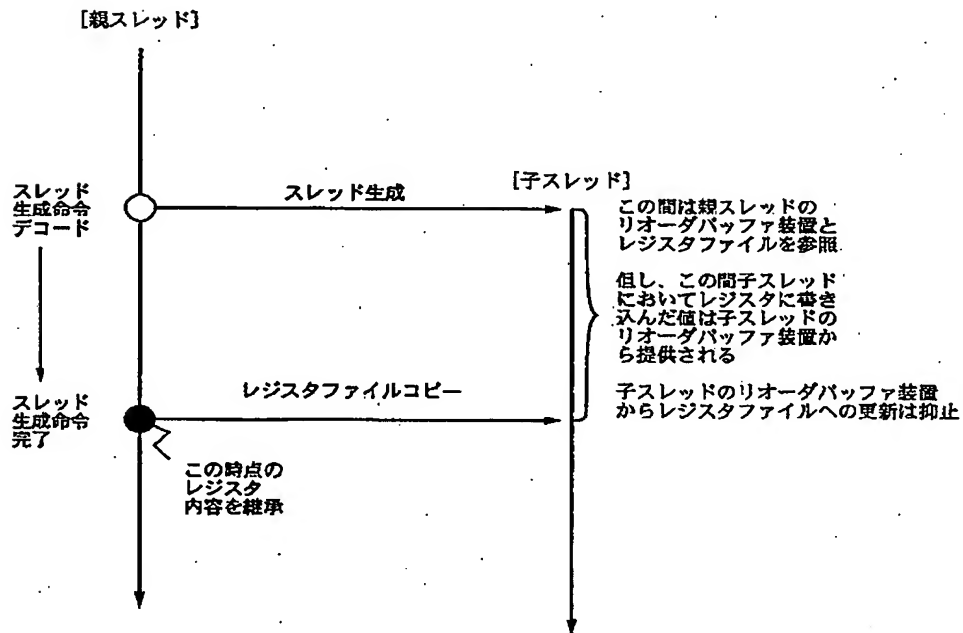 [親スレッド]
スレッド
生成命令
デコード
スレッド生成
[子スレッド]
この間は親スレッドの
リオーダバッファ装置と
レジスタファイルを参照
但し、この間子スレッド
においてレジスタに書き
込んだ値は子スレッドの
リオーダバッファ装置か
ら提供される
子スレッドのリオーダバッファ装置
からレジスタファイルへの更新は抑止
スレッド
生成命令
完了
レジスタファイルコピー
この時点の
レジスタ
内容を継承